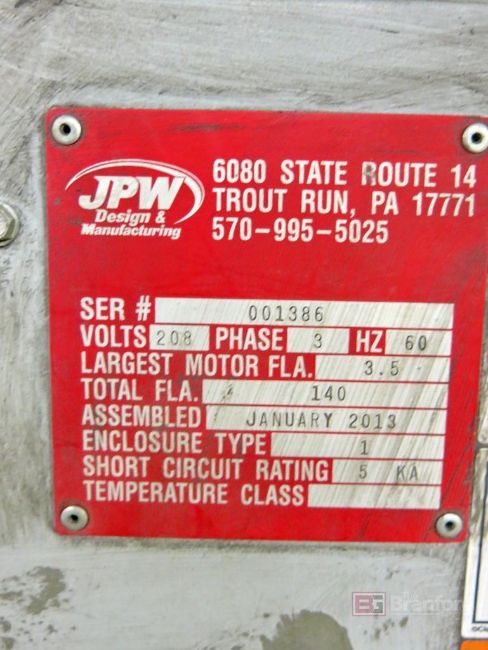 JPW
Design &
Manufacturing
6080 STATE ROUTE 14
TROUT RUN, PA 17771
570-995-5025
SER # 001386
VOLTS 208 PHASE 3 HZ 60
LARGEST MOTOR FLA. 3.5
TOTAL FLA. 140
ASSEMBLED JANUARY 2013
ENCLOSURE TYPE 1
SHORT CIRCUIT RATING 5 KA
TEMPERATURE CLASS
BG Branford